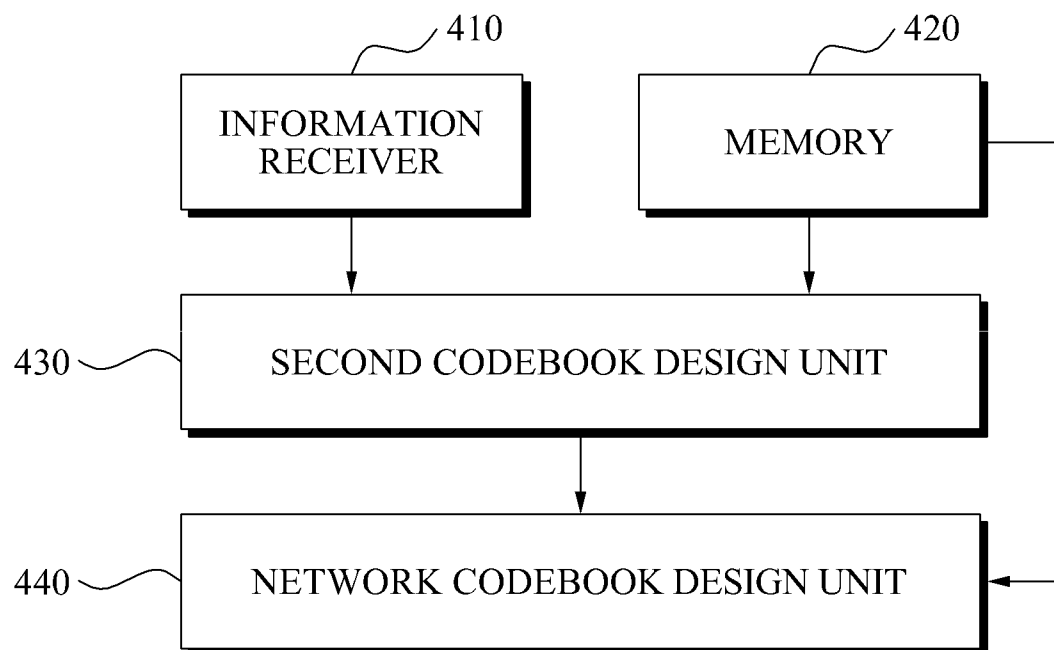 410
420
INFORMATION
RECEIVER
MEMORY
430
SECOND CODEBOOK DESIGN UNIT
440
NETWORK CODEBOOK DESIGN UNIT